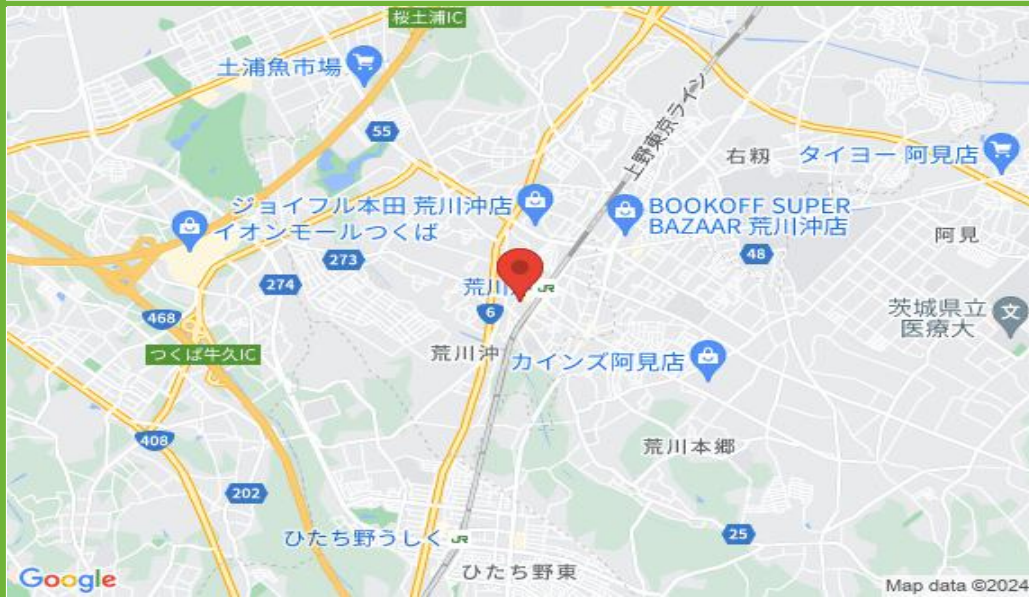 桜土浦IC
土浦魚市場
55
上野東京ライン
右籾
タイヨー 阿見店
ジョイフル本田 荒川沖店
イオンモールつくば
BOOKOFF SUPER
BAZAAR 荒川沖店
阿見
48
273
274
荒川
JR
6
468
茨城県立
医療大
文
つくば牛久IC
荒川沖
カインズ阿見店
408
荒川本郷
202
25
ひたち野うしく
JR
ひたち野東
Google
Map data ©2024